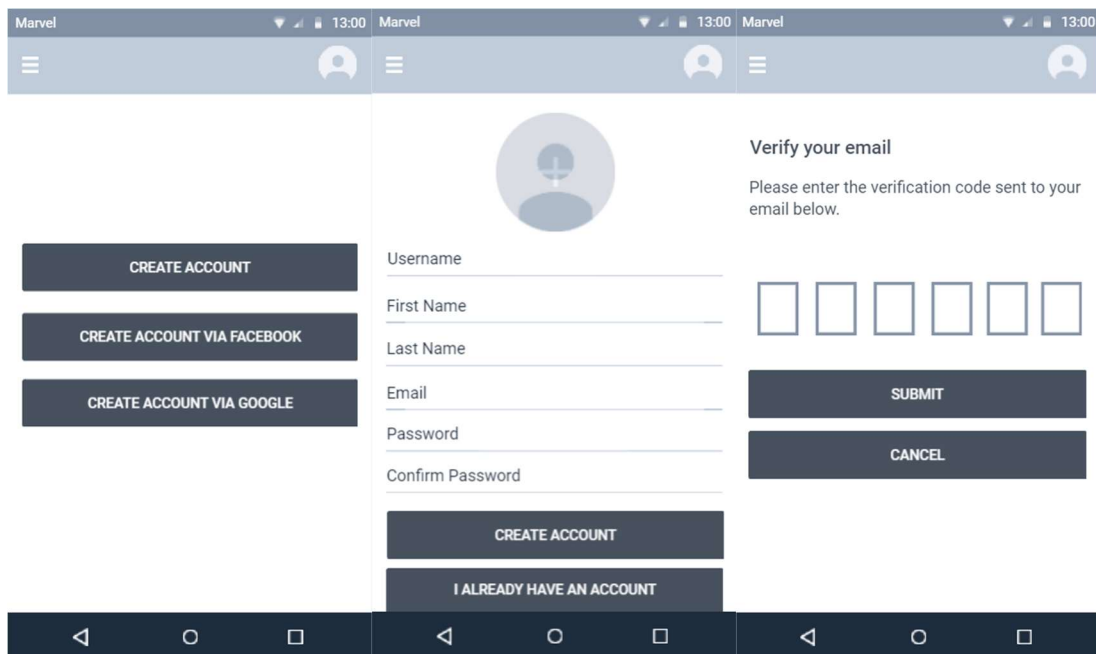 Marvel 13:00
CREATE ACCOUNT
CREATE ACCOUNT VIA FACEBOOK
CREATE ACCOUNT VIA GOOGLE
Marvel 13:00
Username
First Name
Last Name
Email
Password
Confirm Password
CREATE ACCOUNT
I ALREADY HAVE AN ACCOUNT
Marvel 13:00
Verify your email
Please enter the verification code sent to your
email below.
SUBMIT
CANCEL